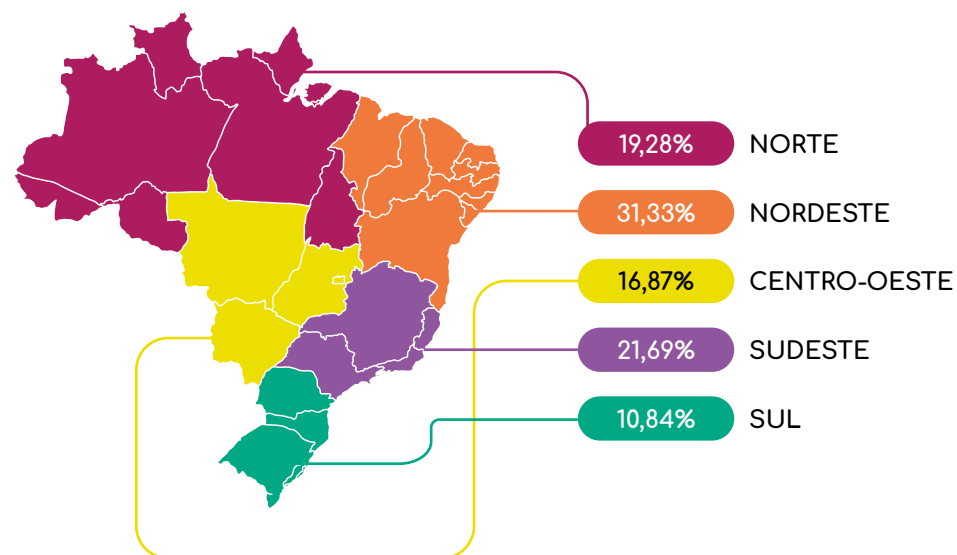 19,28% NORTE
31,33% NORDESTE
16,87% CENTRO-OESTE
21,69% SUDESTE
10,84% SUL